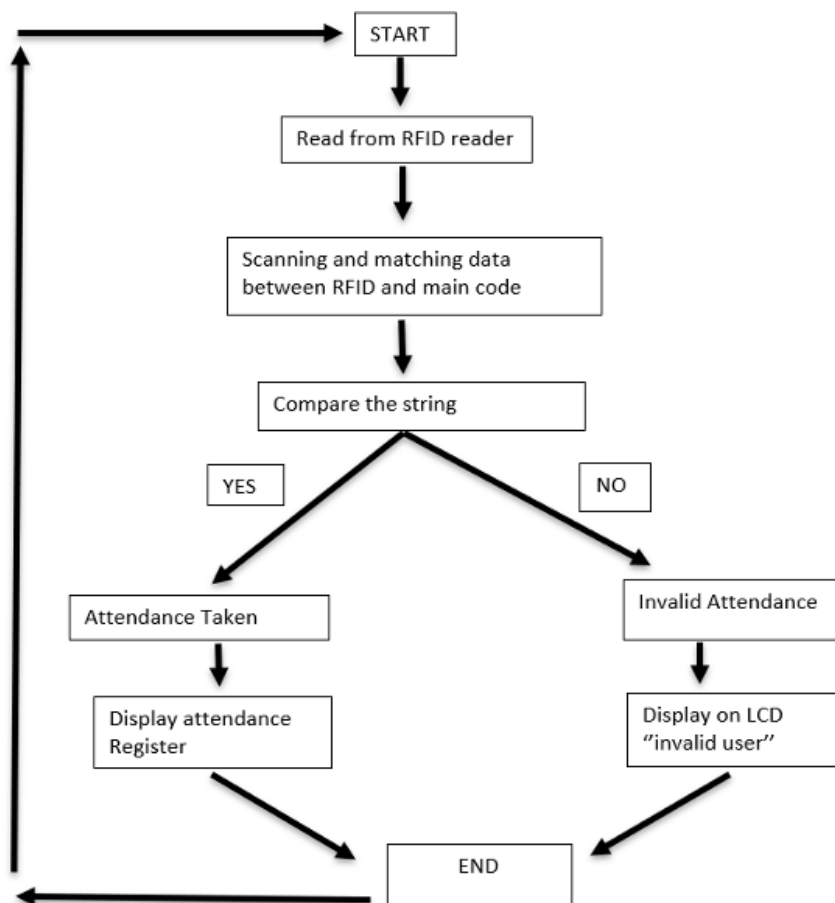 START
Read from RFID reader
Scanning and matching data
between RFID and main code
Compare the string
YES
NO
Attendance Taken
Invalid Attendance
Display attendance
Register
Display on LCD
“invalid user”
END